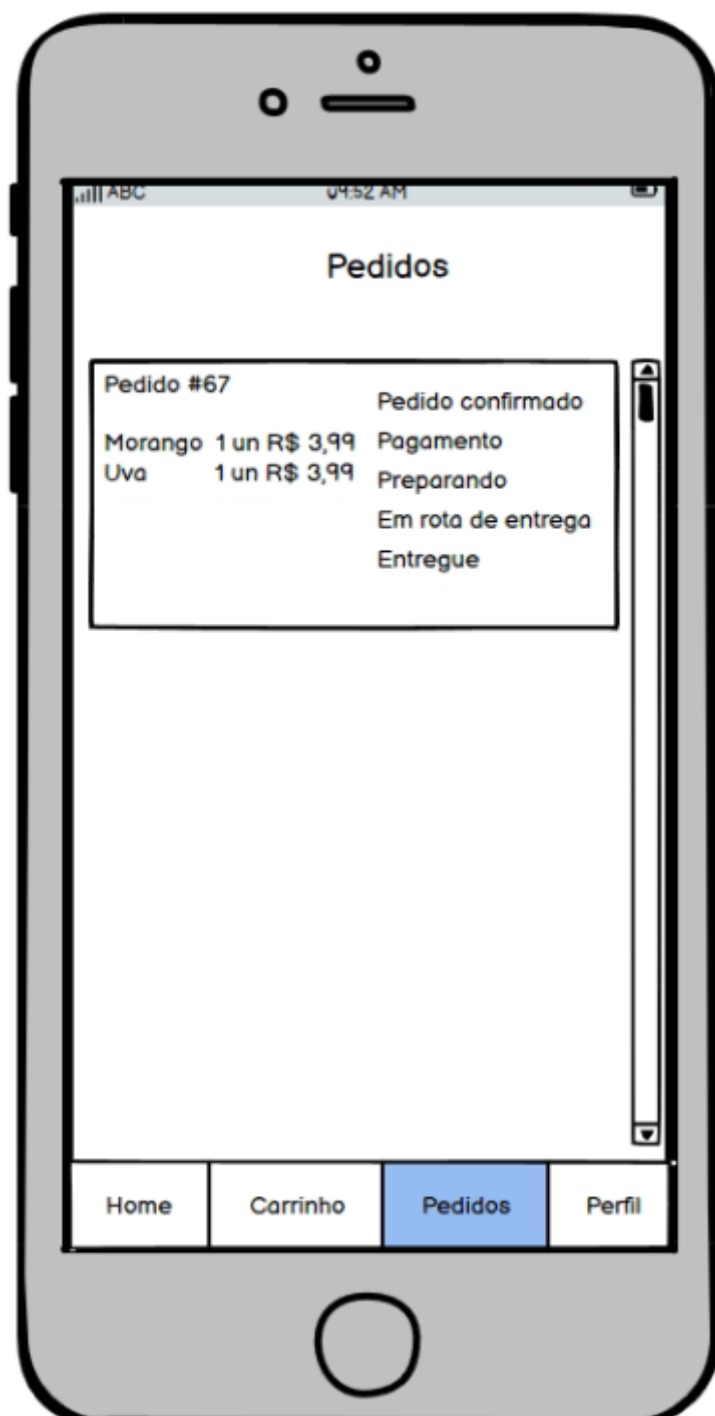 ABC 09:52 AM
Pedidos
Pedido #67
Morango 1 un R$ 3,99
Uva 1 un R$ 3,99
Pedido confirmado
Pagamento
Preparando
Em rota de entrega
Entregue
Home Carrinho Pedidos Perfil